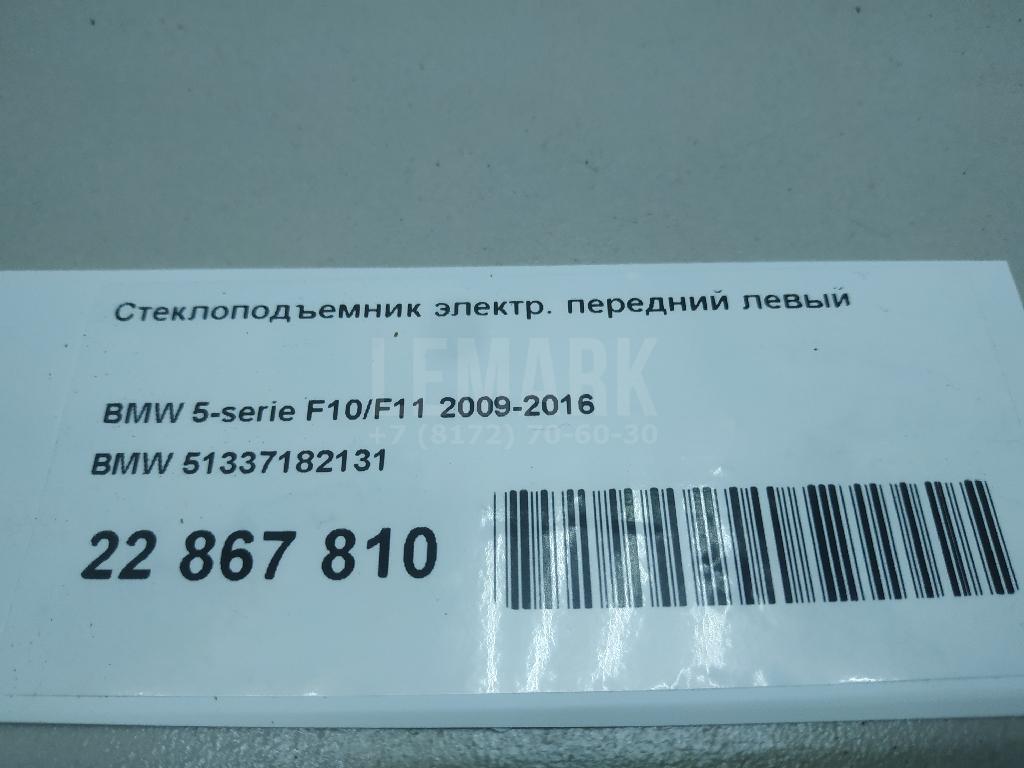 Стеклоподъемник электр. передний левый
LEMARK
BMW 5-serie F10/F11 2009-2016
+7 (8172) 70-60-30
BMW 51337182131
22 867 810